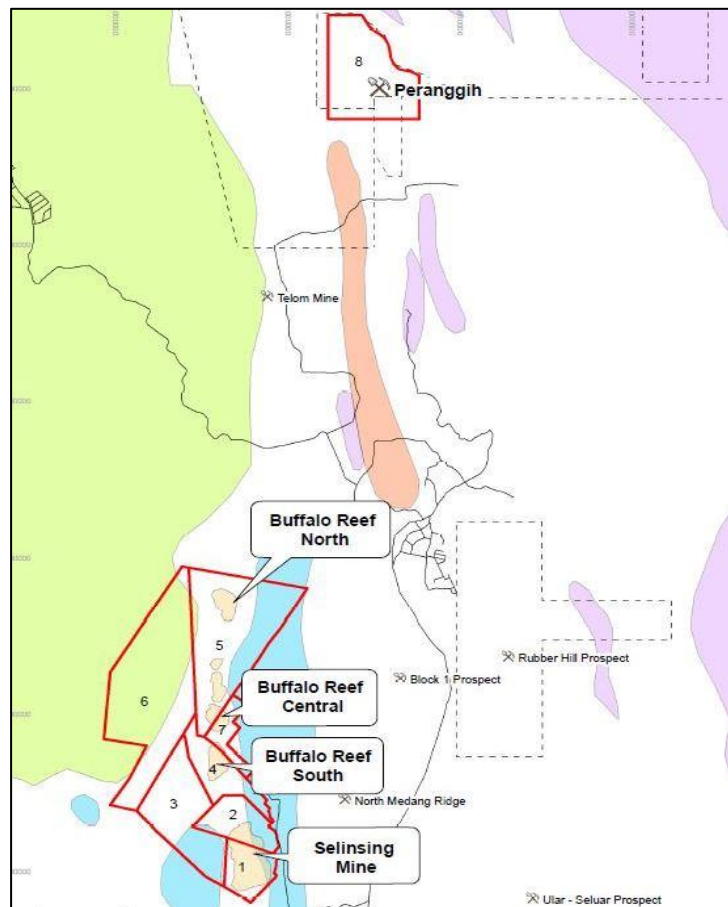 8
Peranggih
Telom Mine
Buffalo Reef
North
5
Rubber Hill Prospect
Block 1 Prospect
6
Buffalo Reef
Central
7
Buffalo Reef
South
4
3
North Medang Ridge
2
Selinsing
Mine
1
Ular - Seluar Prospect